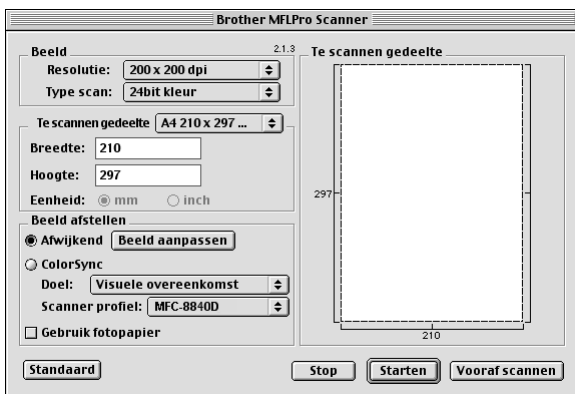 Brother MFLPro Scanner
Beeld
2.1.3
Resolutie: 200 x 200 dpi
Type scan: 24bit kleur
Te scannen gedeelte A4 210 x 297 ...
Breedte: 210
Hoogte: 297
Eenheid: mm inch
Beeld afstellen
Afwijkend Beeld aanpassen
ColorSync
Doel: Visuele overeenkomst
Scanner profiel: MFC-8840D
Gebruik fotopapier
Te scannen gedeelte
297
210
Standaard Stop Starten Vooraf scannen